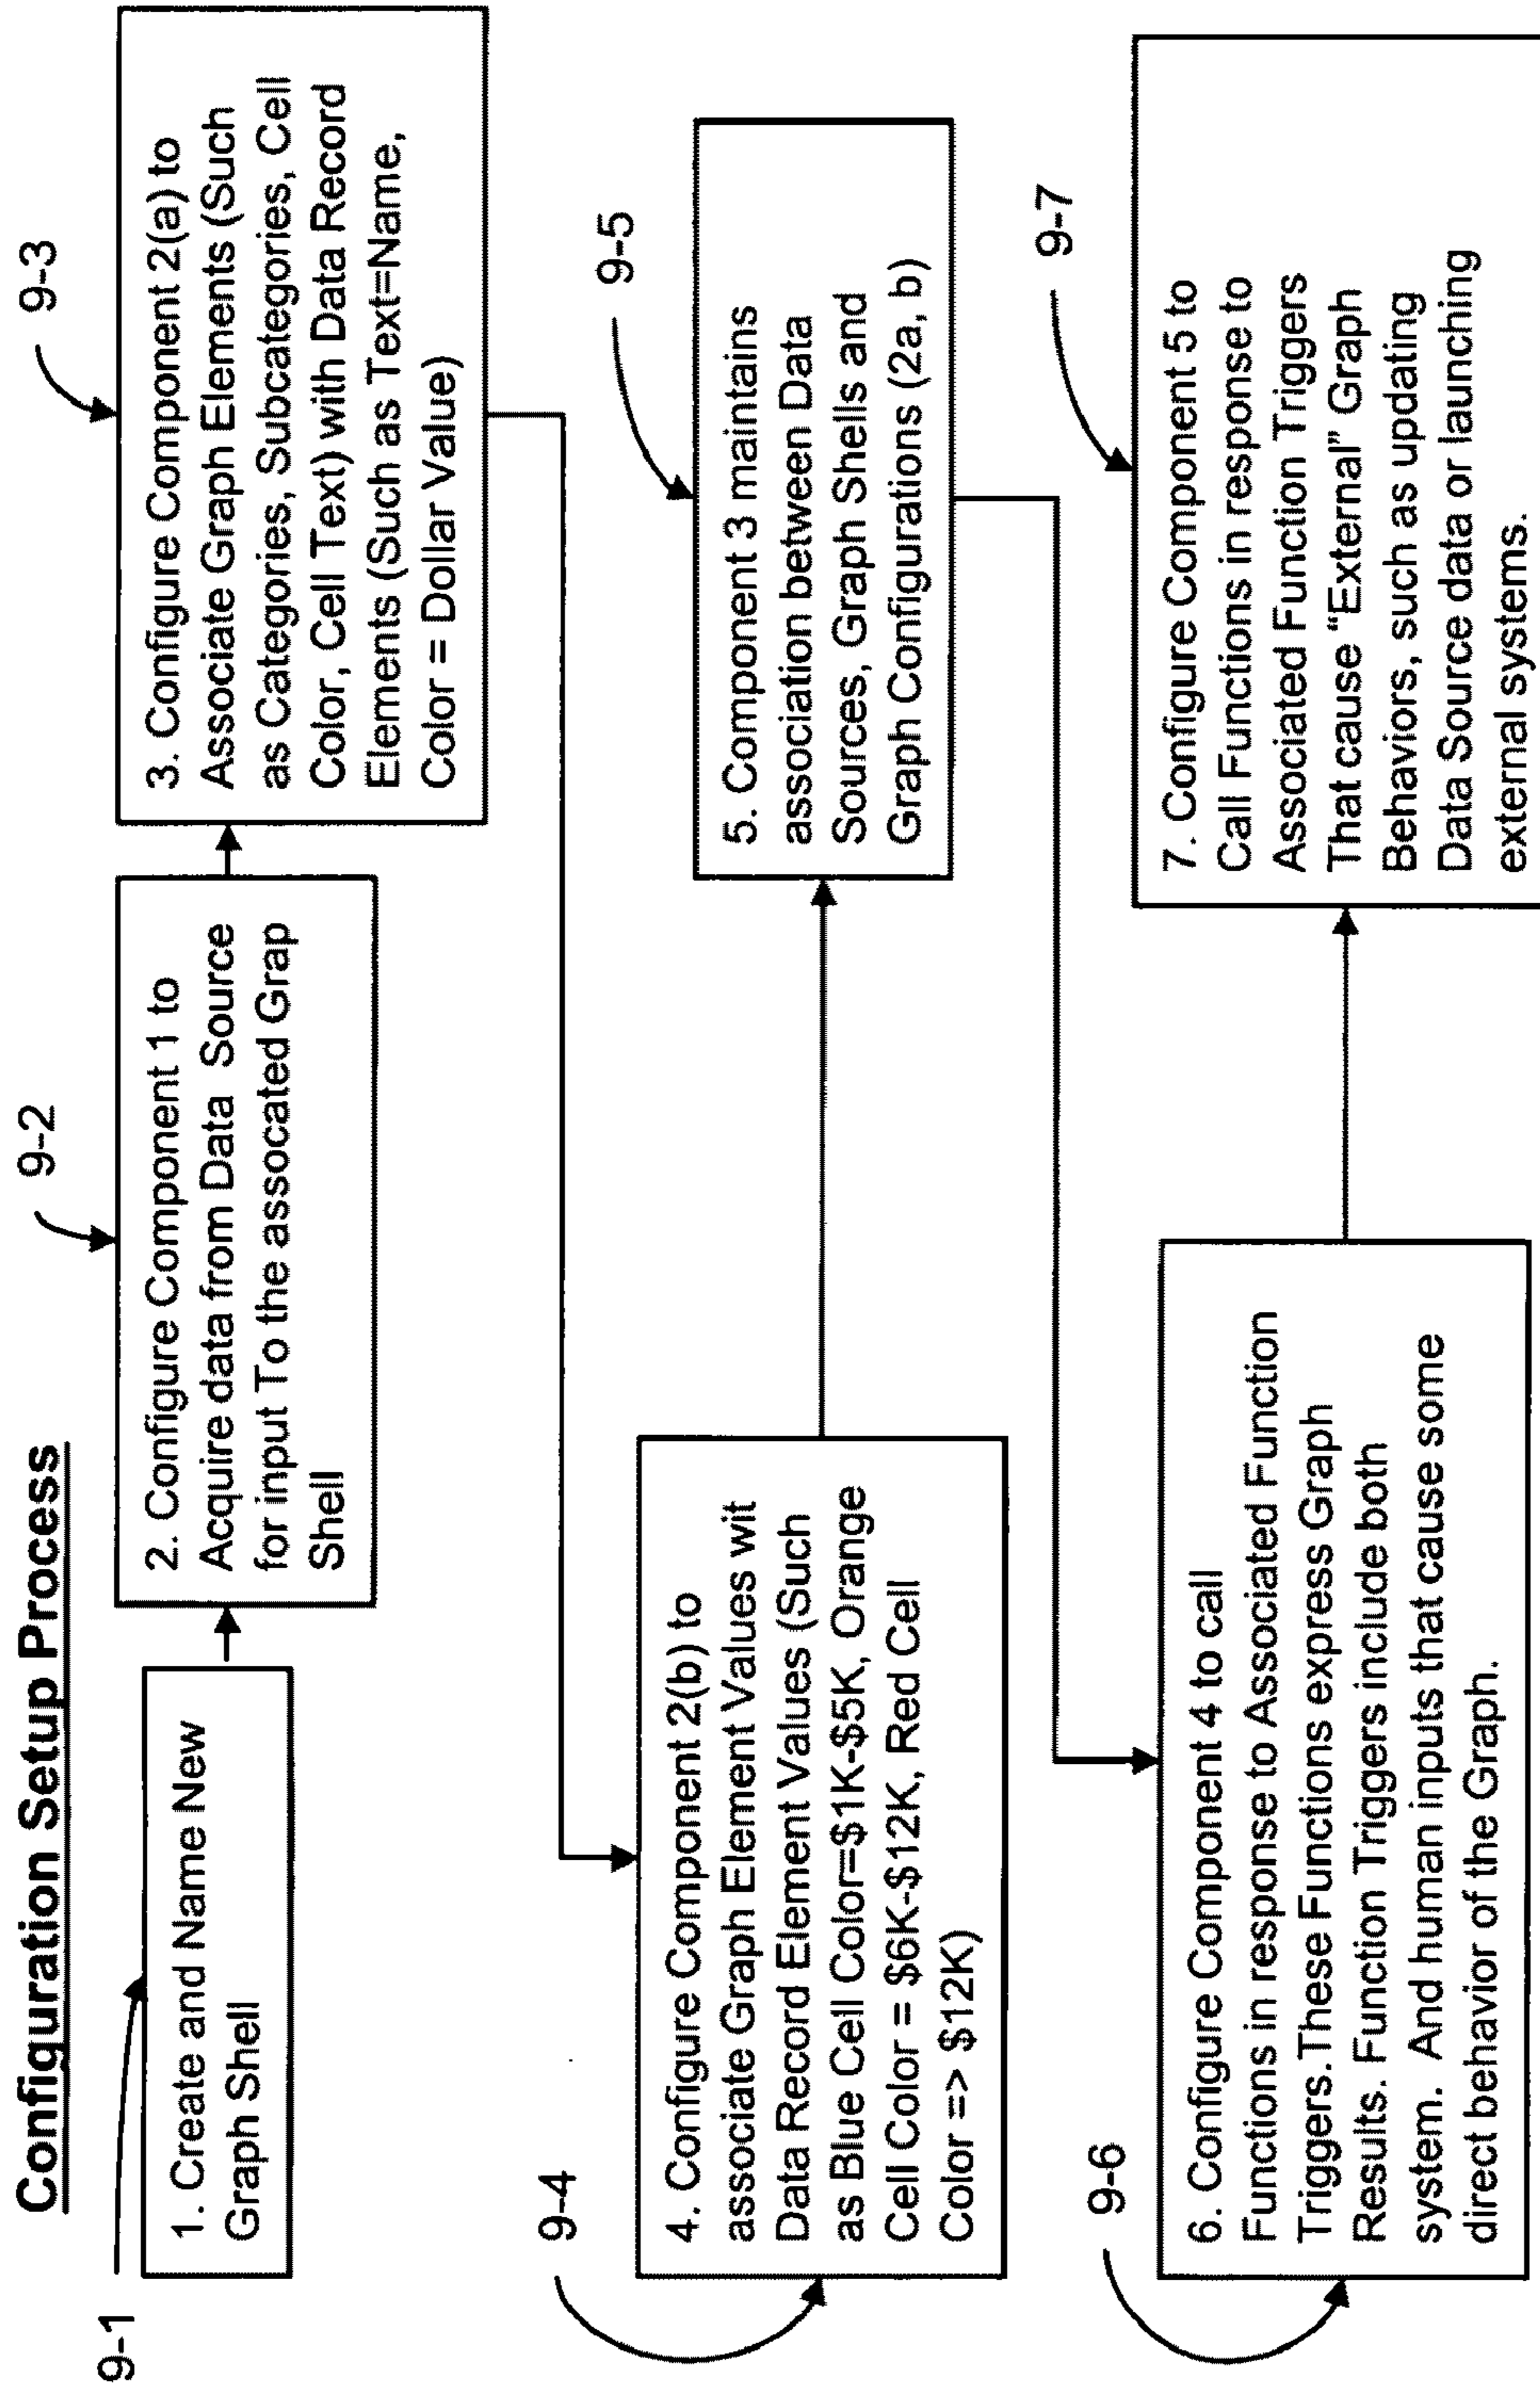 Configuration Setup Process
9-1
1. Create and Name New
Graph Shell
9-2
2. Configure Component 1 to
Acquire data from Data Source
for input To the assocated Grap
Shell
9-3
3. Configure Component 2(a) to
Associate Graph Elements (Such
as Categories, Subcategories, Cell
Color, Cell Text) with Data Record
Elements (Such as Text=Name,
Color = Dollar Value)
9-4
4. Configure Component 2(b) to
associate Graph Element Values wit
Data Record Element Values (Such
as Blue Cell Color=$1K-$5K, Orange
Cell Color = $6K-$12K, Red Cell
Color => $12K)
9-5
5. Component 3 maintains
association between Data
Sources, Graph Shells and
Graph Configurations (2a, b)
9-6
6. Configure Component 4 to call
Functions in response to Associated Function
Triggers. These Functions express Graph
Results. Function Triggers include both
system. And human inputs that cause some
direct behavior of the Graph.
9-7
7. Configure Component 5 to
Call Functions in response to
Associated Function Triggers
That cause “External” Graph
Behaviors, such as updating
Data Source data or launching
external systems.